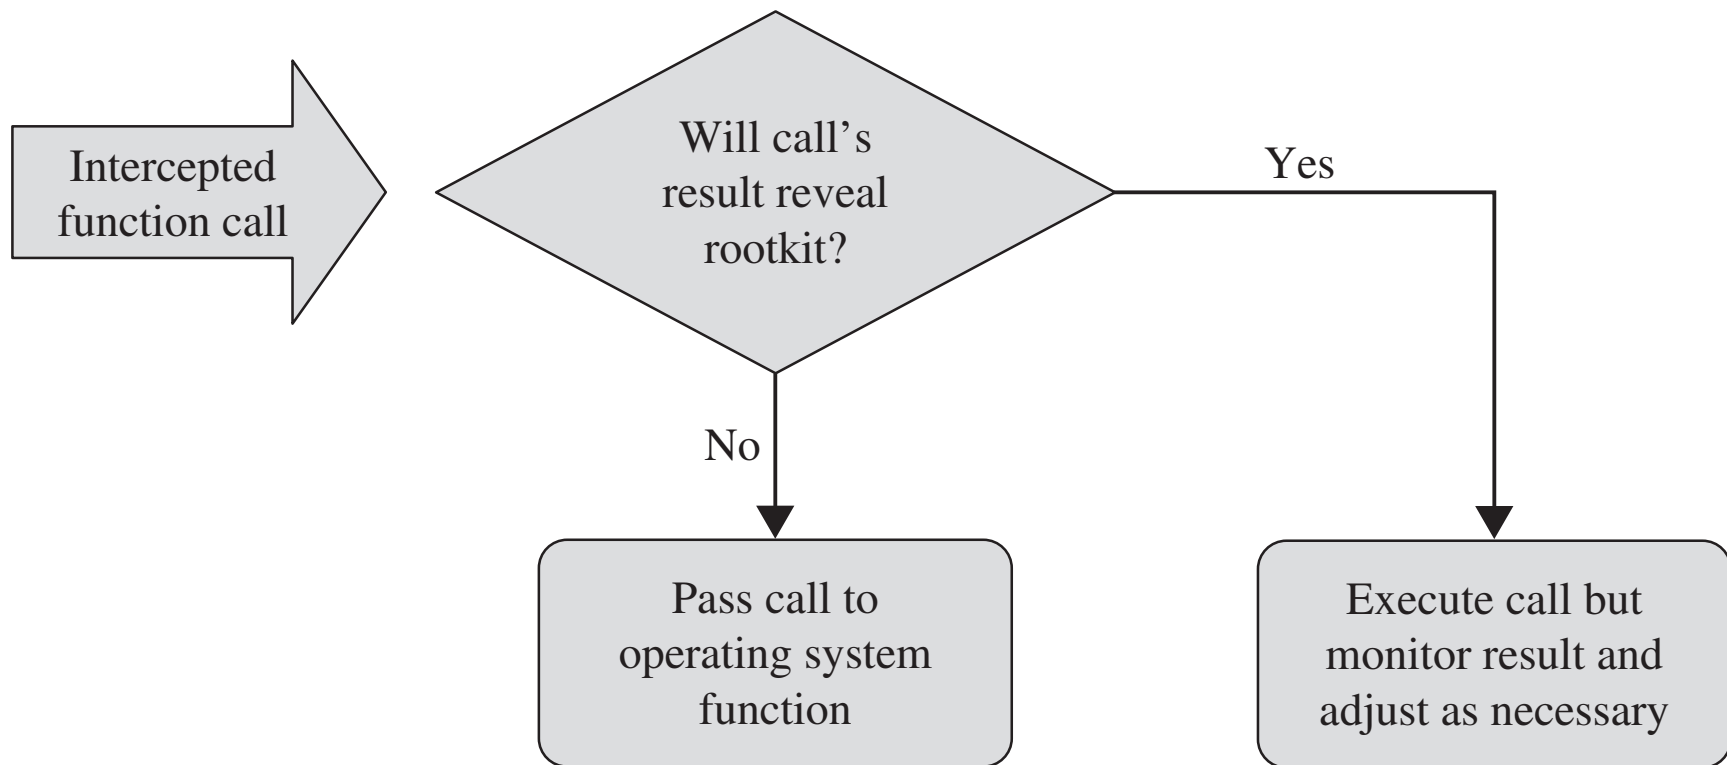 Intercepted
function call
Will call’s
result reveal
rootkit?
Yes
No
Pass call to
operating system
function
Execute call but
monitor result and
adjust as necessary